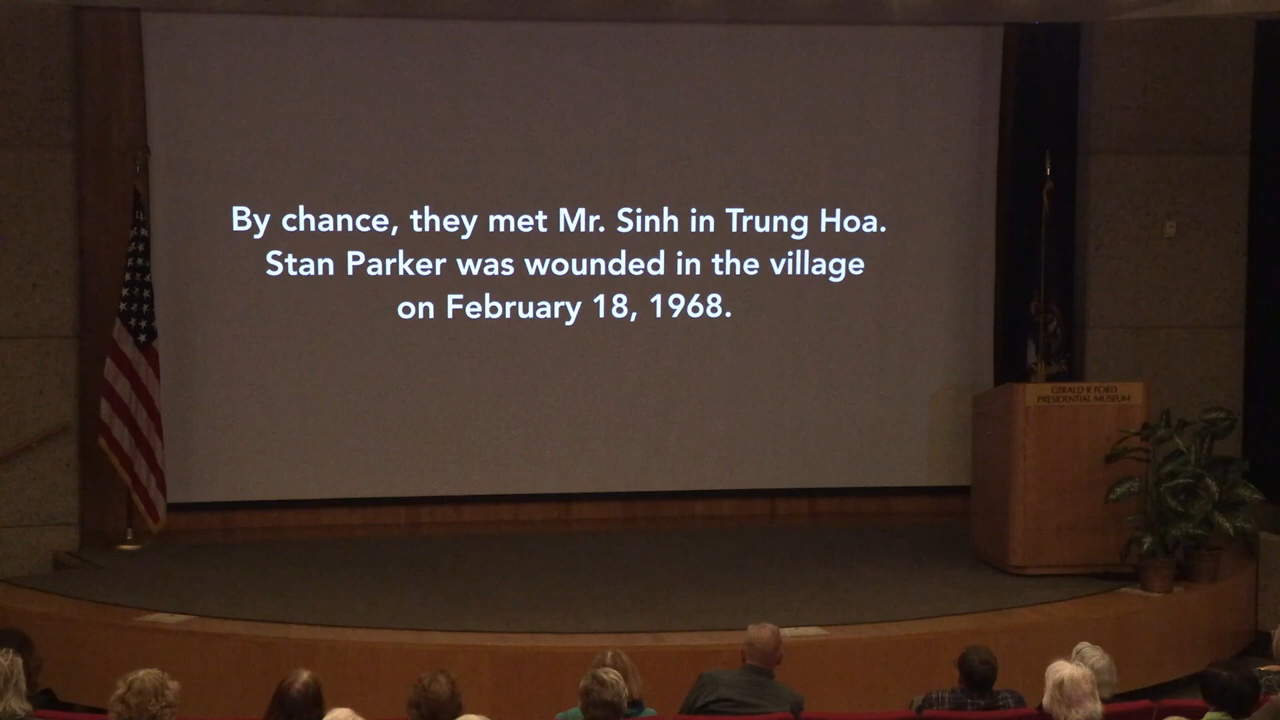 By chance, they met Mr. Sinh in Trung Hoa.
Stan Parker was wounded in the village
on February 18, 1968.
GERALD R FORD
PRESIDENTIAL MUSEUM